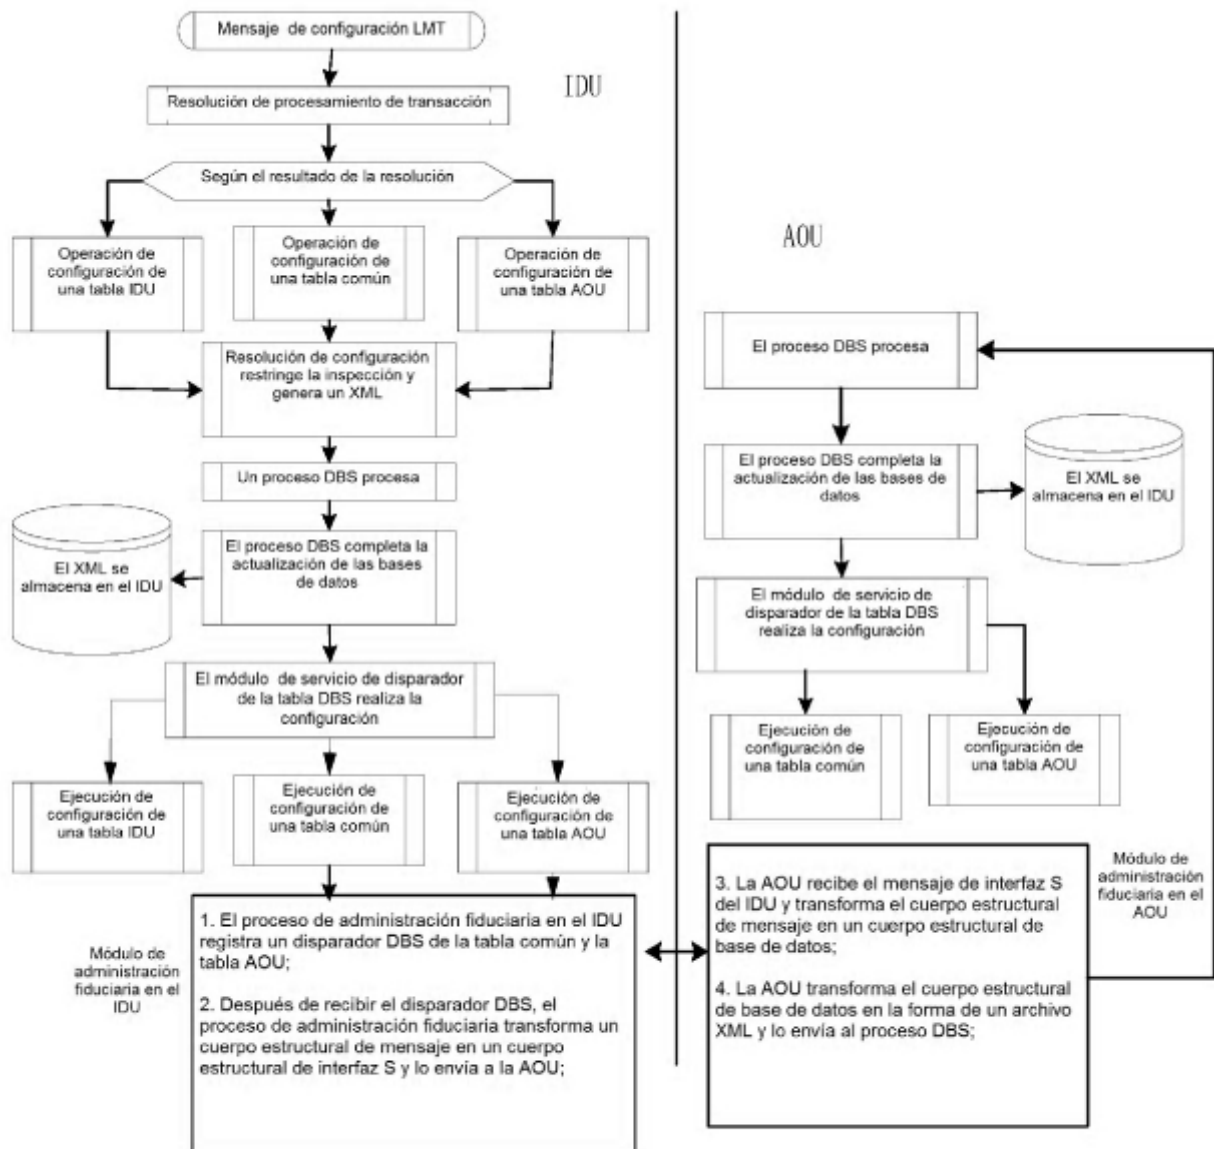 Mensaje de configuración LMT
IDU
Resolución de procesamiento de transacción
Según el resultado de la resolución
Operación de
configuración de
una tabla IDU
Operación de
configuración de
una tabla común
Operación de
configuración de
una tabla AOU
Resolución de configuración
restringe la inspección y
genera un XML
Un proceso DBS procesa
El XML se
almacena en el IDU
El proceso DBS completa la
actualización de las bases
de datos
El módulo de servicio de disparador
de la tabla DBS realiza la
configuración
Ejecución de
configuración de
una tabla IDU
Ejecución de
configuración de
una tabla común
Ejecución de
configuración de
una tabla AOU
Módulo de
administración
fiduciaria en el
IDU
1. El proceso de administración fiduciaria en el IDU
registra un disparador DBS de la tabla común y la
tabla AOU;
2. Después de recibir el disparador DBS, el
proceso de administración fiduciaria transforma un
cuerpo estructural de mensaje en un cuerpo
estructural de interfaz S y lo envía a la AOU;
AOU
El proceso DBS procesa
El proceso DBS completa la
actualización de las bases de
datos
El XML se
almacena en el IDU
El módulo de servicio de
disparador de la tabla DBS
realiza la configuración
Ejecución de
configuración de
una tabla común
Ejecución de
configuración de
una tabla AOU
3. La AOU recibe el mensaje de interfaz S
del IDU y transforma el cuerpo estructural
de mensaje en un cuerpo estructural de
base de datos;
4. La AOU transforma el cuerpo estructural
de base de datos en la forma de un archivo
XML y lo envía al proceso DBS;
Módulo de
administración
fiduciaria en el
AOU